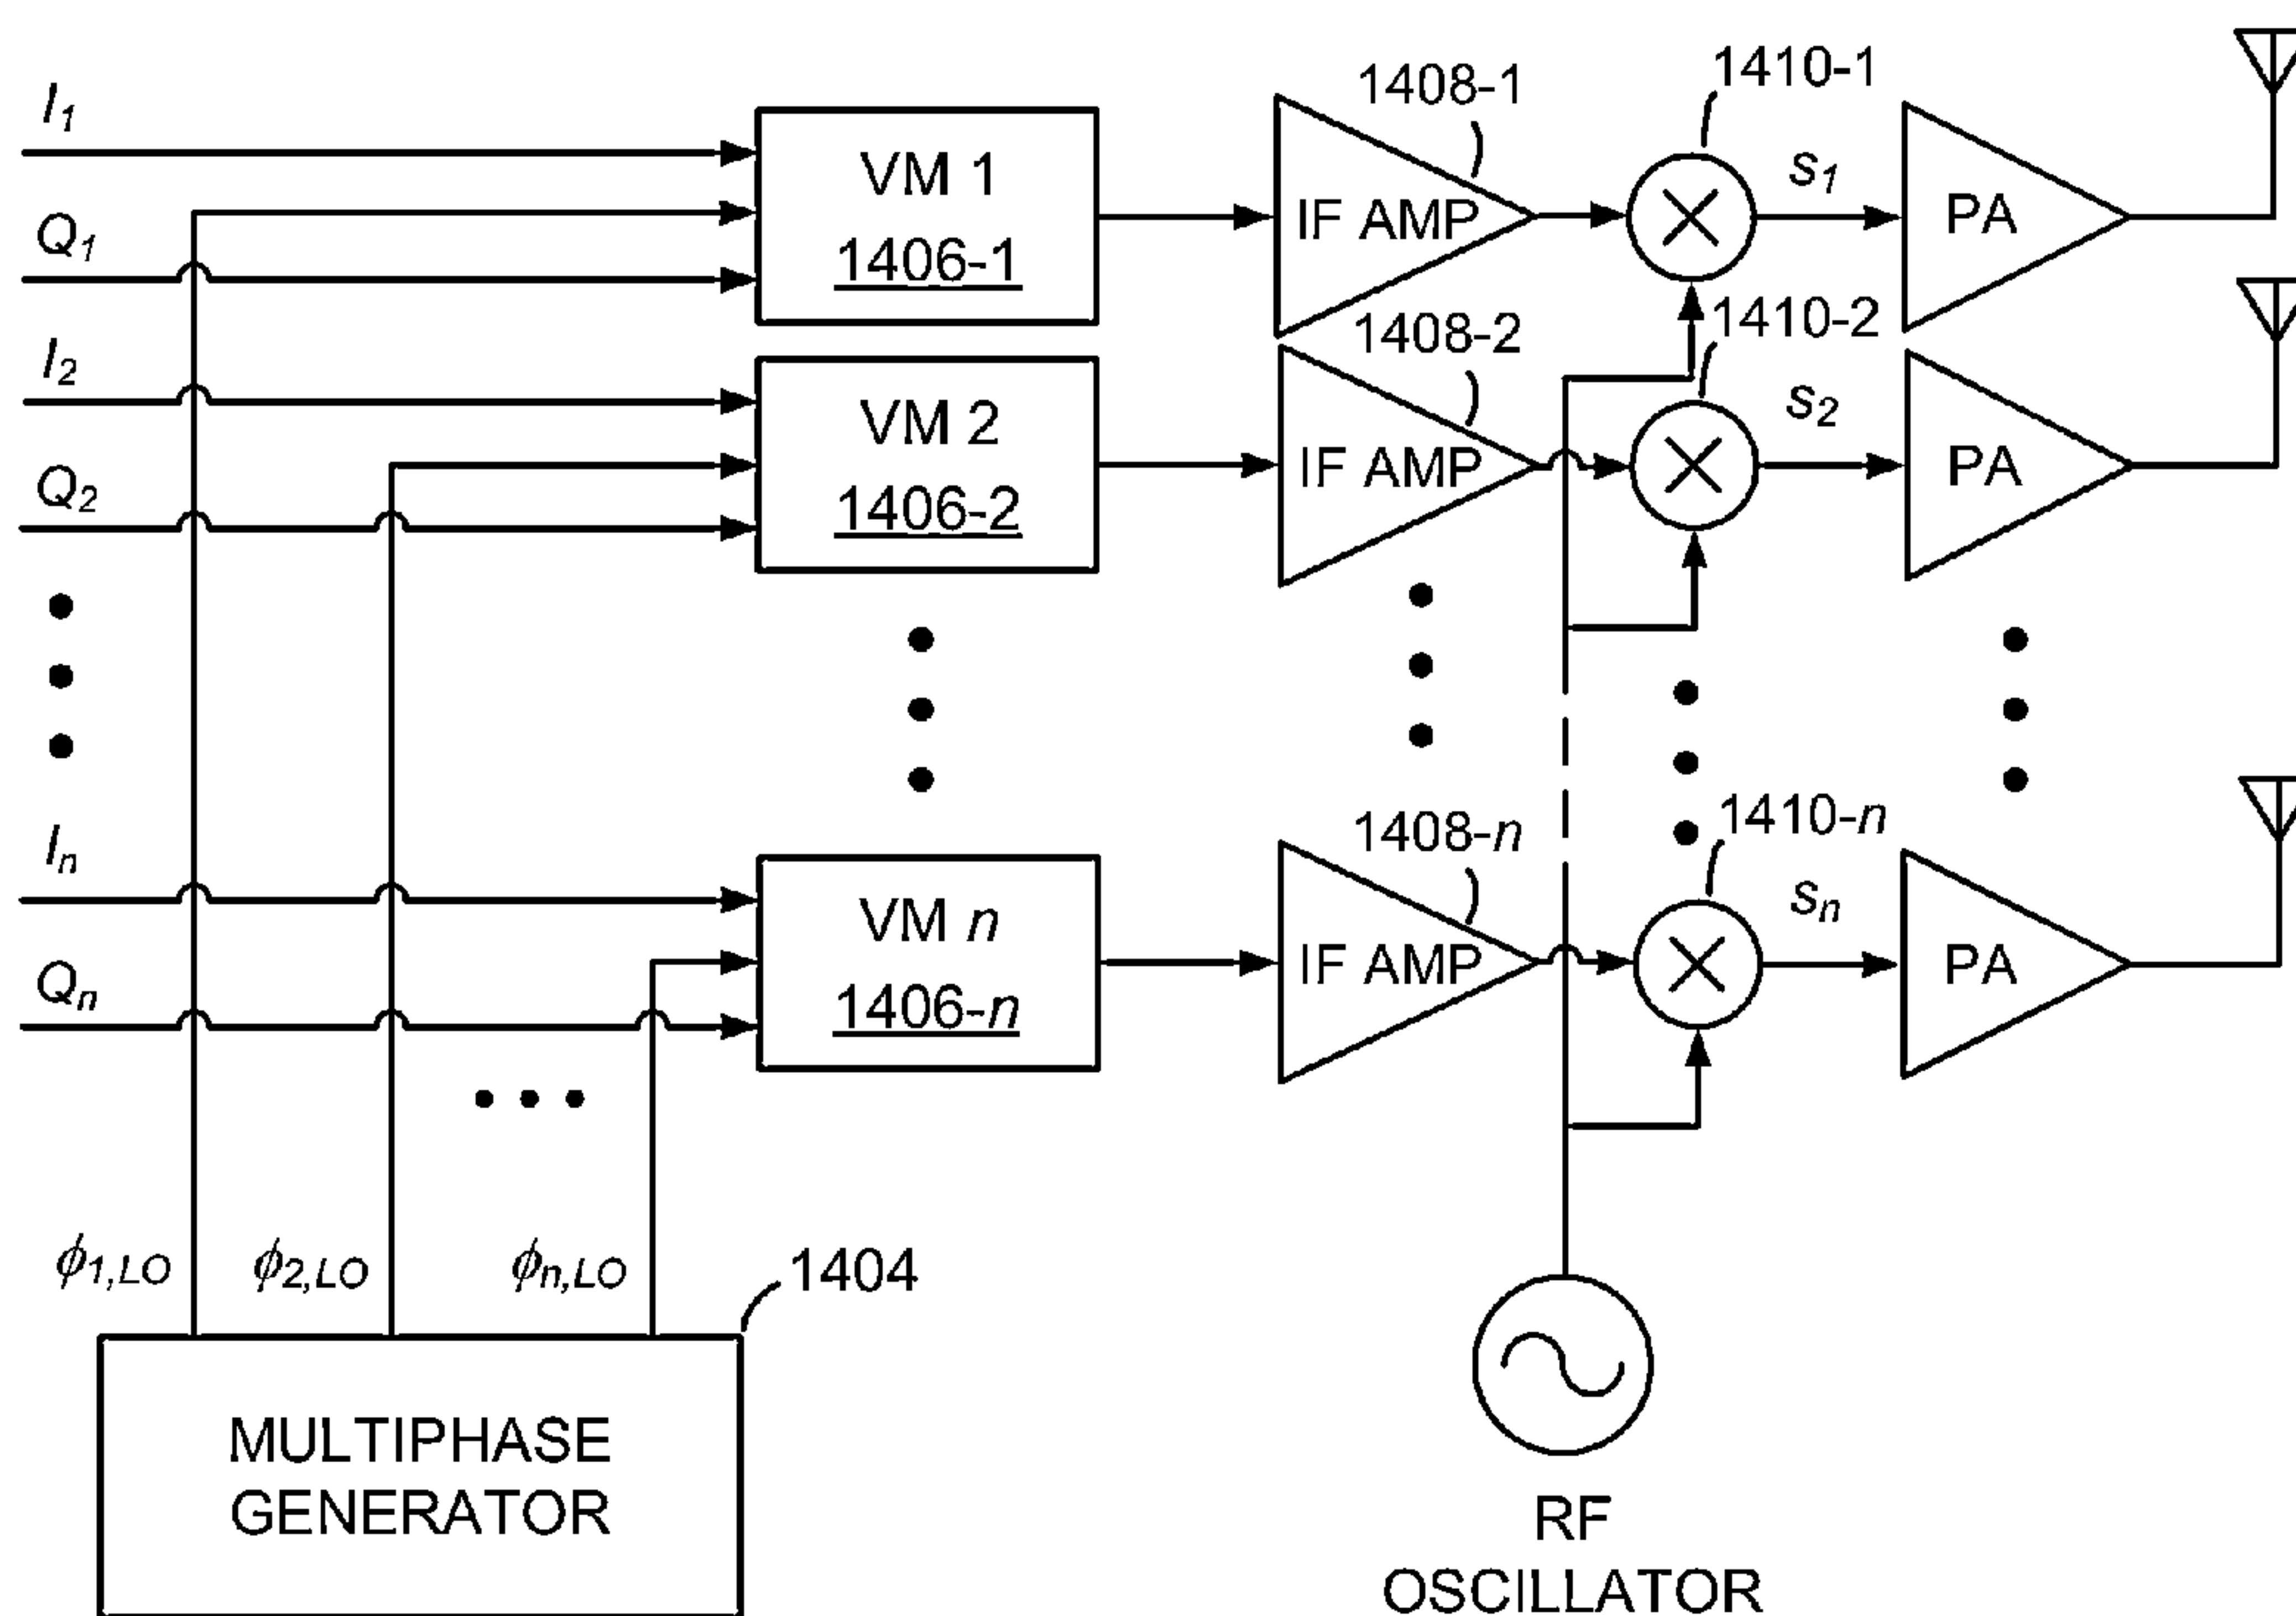 I1
Q1
VM 1
1406-1
1408-1
IF AMP
1410-1
s1
PA
I2
Q2
VM 2
1406-2
1408-2
IF AMP
1410-2
s2
PA
In
Qn
VM n
1406-n
1408-n
IF AMP
1410-n
sn
PA
ϕ1,LO
ϕ2,LO
ϕn,LO
1404
MULTIPHASE
GENERATOR
RF
OSCILLATOR